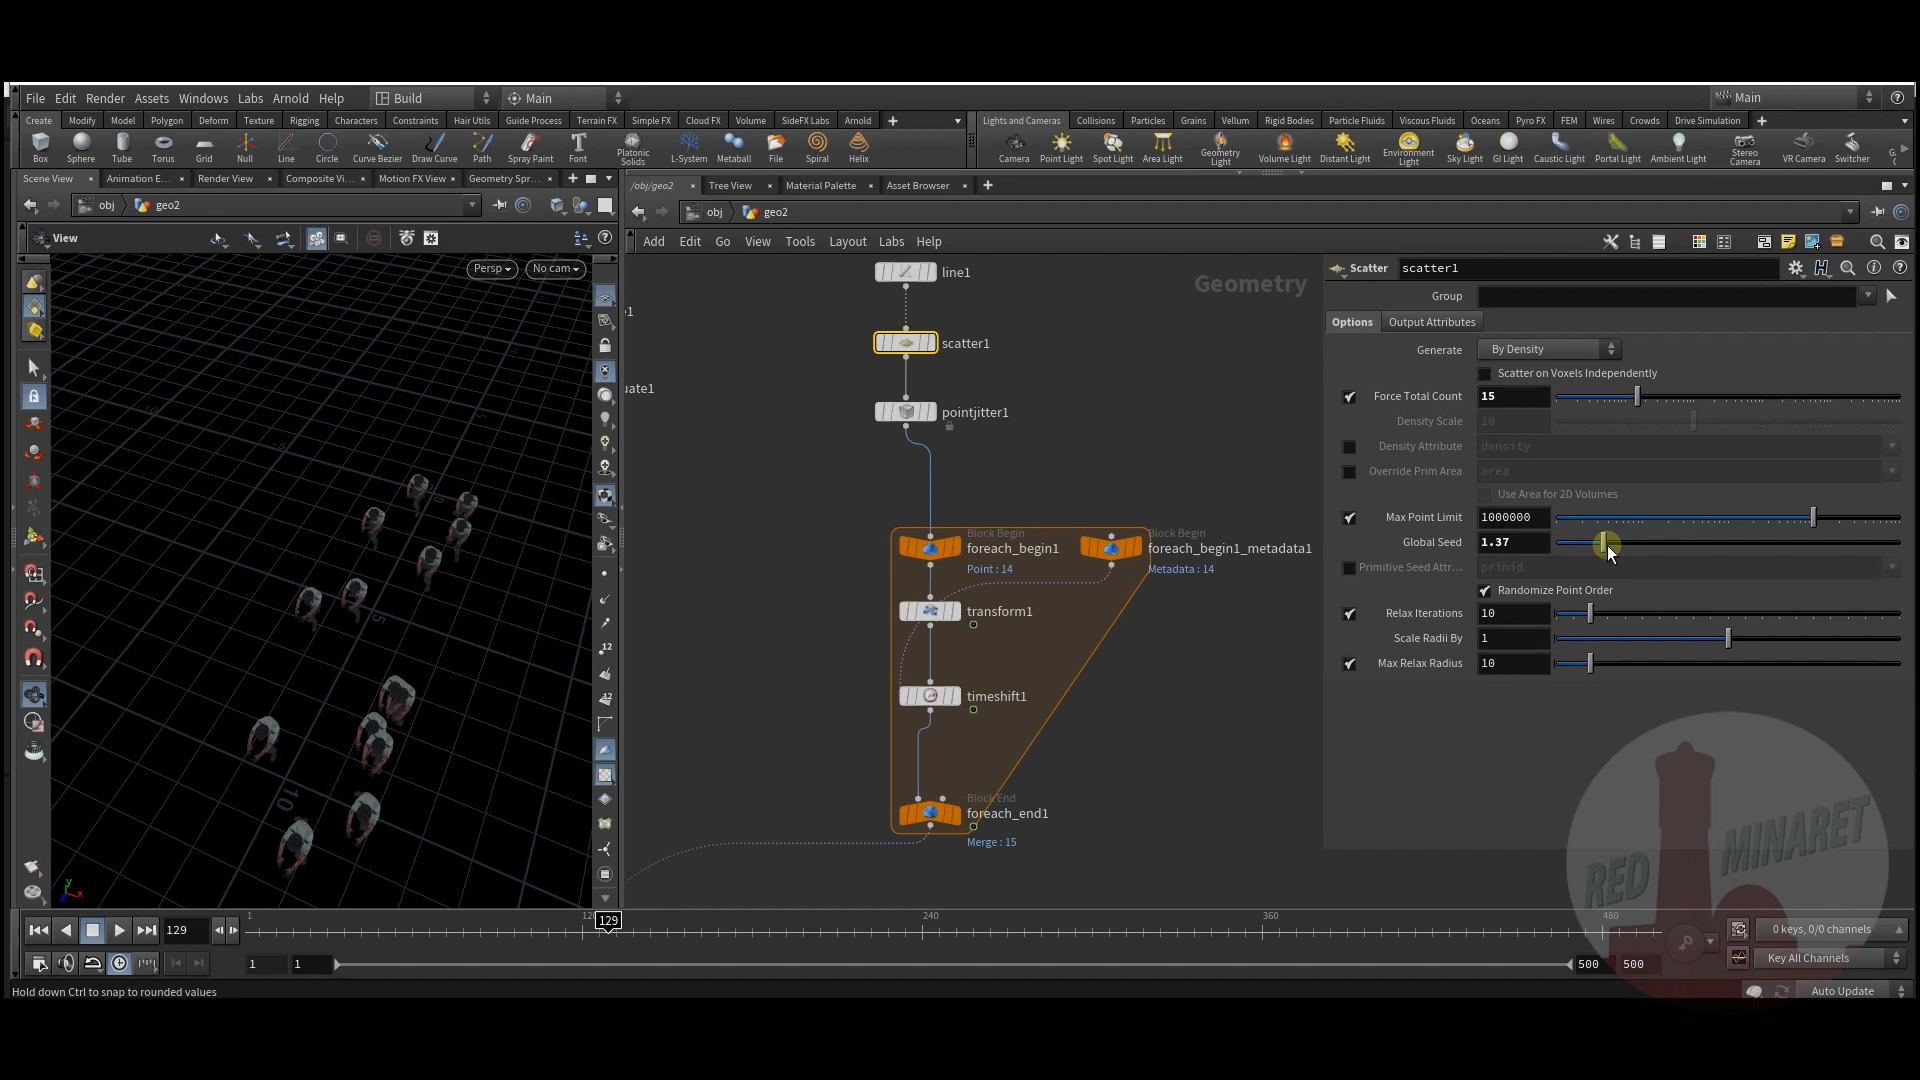 File Edit Render Assets Windows Labs Arnold Help Build Main Main
Create Modify Model Polygon Deform Texture Rigging Characters Constraints Hair Utils Guide Process Terrain FX Simple FX Cloud FX Volume SideFX Labs Arnold
Lights and Cameras Collisions Particles Grains Vellum Rigid Bodies Particle Fluids Viscous Fluids Oceans Pyro FX FEM Wires Crowds Drive Simulation
Box Sphere Tube Torus Grid Null Line Circle Curve Bezier Draw Curve Path Spray Paint Font Platonic Solids L-System Metaball File Spiral Helix
Camera Point Light Spot Light Area Light Geometry Light Volume Light Distant Light Environment Light Sky Light GI Light Caustic Light Portal Light Ambient Light Stereo Camera VR Camera Switcher
Scene View Animation E... Render View Composite Vi... Motion FX View Geometry Spr...
/obj/geo2 Tree View Material Palette Asset Browser
obj geo2
obj geo2
View
Add Edit Go View Tools Layout Labs Help
Persp No cam
Geometry
line1
scatter1
pointjitter1
uate1
Block Begin
foreach_begin1
Point : 14
Block Begin
foreach_begin1_metadata1
Metadata : 14
transform1
timeshift1
Block End
foreach_end1
Merge : 15
Scatter scatter1
Group
Options Output Attributes
Generate By Density
Scatter on Voxels Independently
Force Total Count 15
Density Scale 10
Density Attribute density
Override Prim Area area
Use Area for 2D Volumes
Max Point Limit 1000000
Global Seed 1.37
Primitive Seed Attr... primid
Randomize Point Order
Relax Iterations 10
Scale Radii By 1
Max Relax Radius 10
RED MINARET
129 1 129 240 360 480
0 keys, 0/0 channels
1 1 500 500
Key All Channels
Hold down Ctrl to snap to rounded values
Auto Update